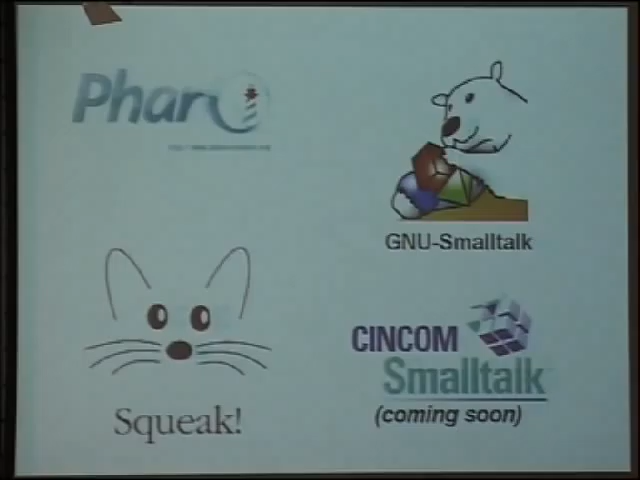 Pharo
GNU-Smalltalk
Squeak!
CINCOM
Smalltalk
(coming soon)